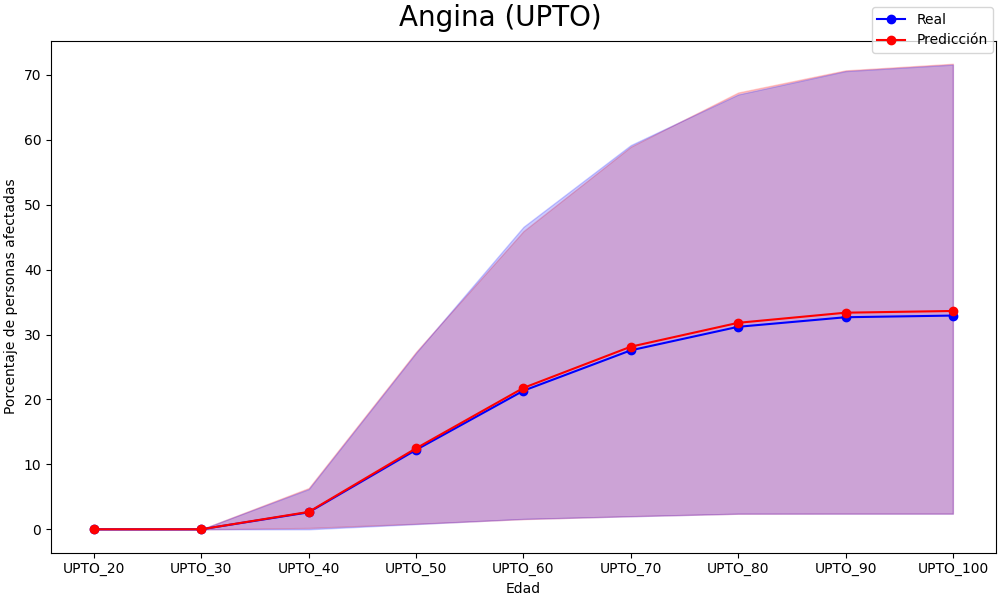 Angina (UPTO)
Real
Predicción
Porcentaje de personas afectadas
70
60
50
40
30
20
10
0
UPTO_20 UPTO_30 UPTO_40 UPTO_50 UPTO_60 UPTO_70 UPTO_80 UPTO_90 UPTO_100
Edad